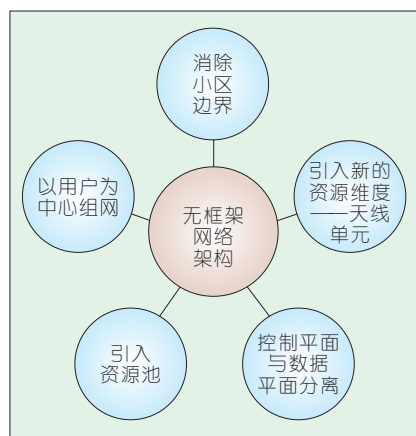 消除
小区
边界
以用户为
中心组网
引入新的
资源维度
——天线
单元
无框架
网络
架构
引入
资源池
控制平面
与数据
平面分离